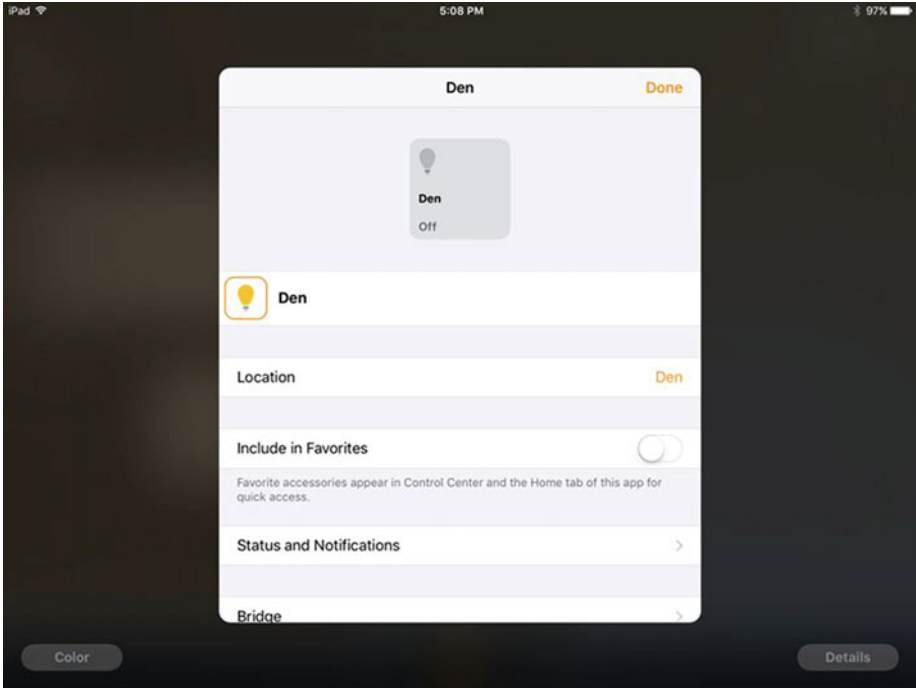 iPad 5:08 PM 97%
Den Done
Den
Off
Den
Location Den
Include in Favorites
Favorite accessories appear in Control Center and the Home tab of this app for
quick access.
Status and Notifications
Bridge
Color Details